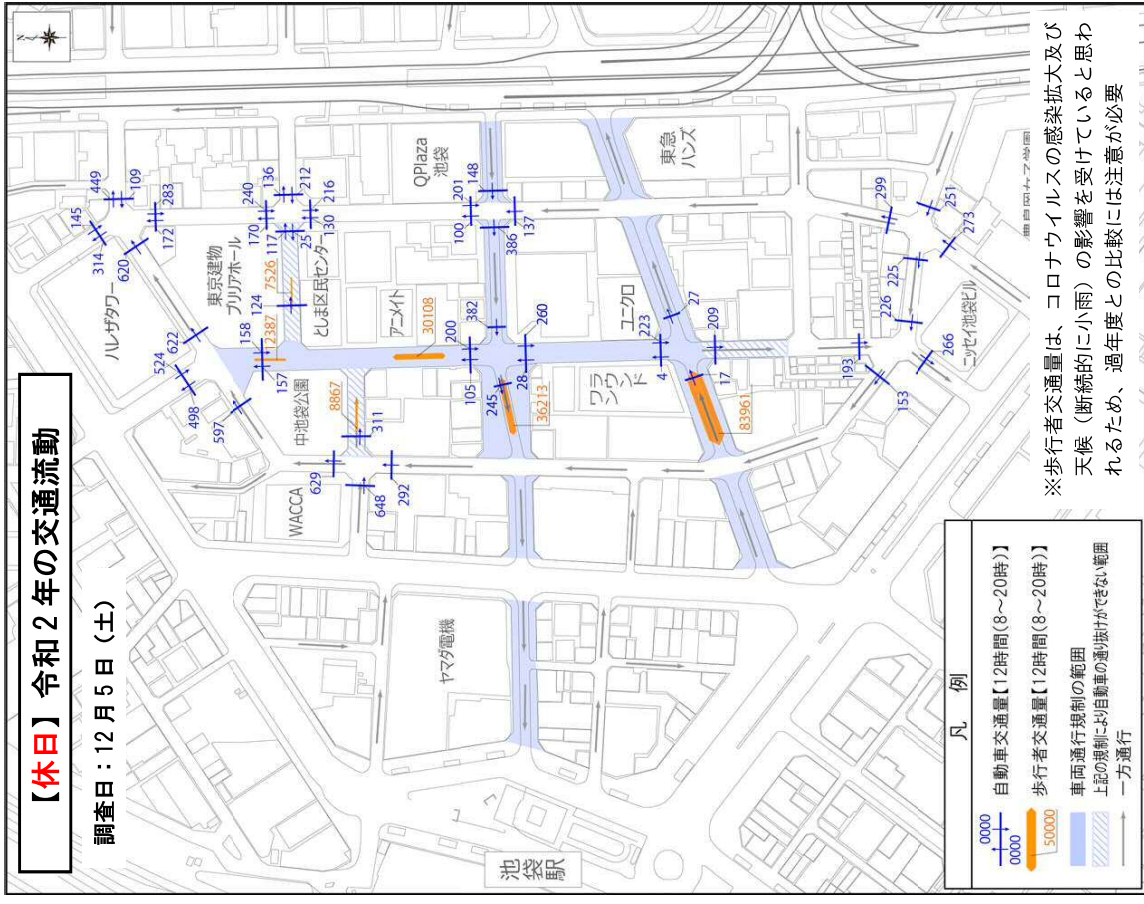 【休日】令和2年の交通流動
調査日：12月5日（土）
N
145
449
109
283
172
314
620
ハレザタワー
622
524
498
597
158
157
12387
東京建物
ブリリアホール
240
170
136
212
216
130
117
25
7526
124
としま区民センター
中池袋公園
8867
311
629
648
292
WACCA
アニメイト
30108
200
105
382
QPlaza
池袋
201
148
100
137
386
260
28
245
36213
ヤマダ電機
ラウンド
ワン
ユニクロ
223
4
27
209
17
83961
東急
ハンズ
193
153
226
225
266
299
251
273
ニッセイ池袋ビル
池袋駅
凡例
0000
0000
自動車交通量【12時間(8～20時)】
50000
歩行者交通量【12時間(8～20時)】
車両通行規制の範囲
上記の規制により自動車の通り抜けができない範囲
一方通行
※歩行者交通量は、コロナウイルスの感染拡大及び
天候（断続的に小雨）の影響を受けていると思わ
れるため、過年度との比較には注意が必要